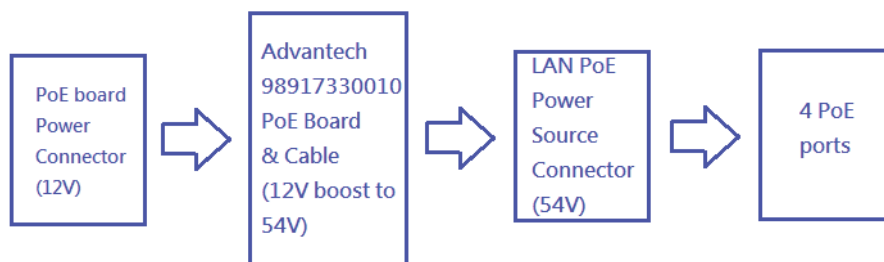 PoE board
Power
Connector
(12V)
Advantech
98917330010
PoE Board
& Cable
(12V boost to
54V)
LAN PoE
Power
Source
Connector
(54V)
4 PoE
ports